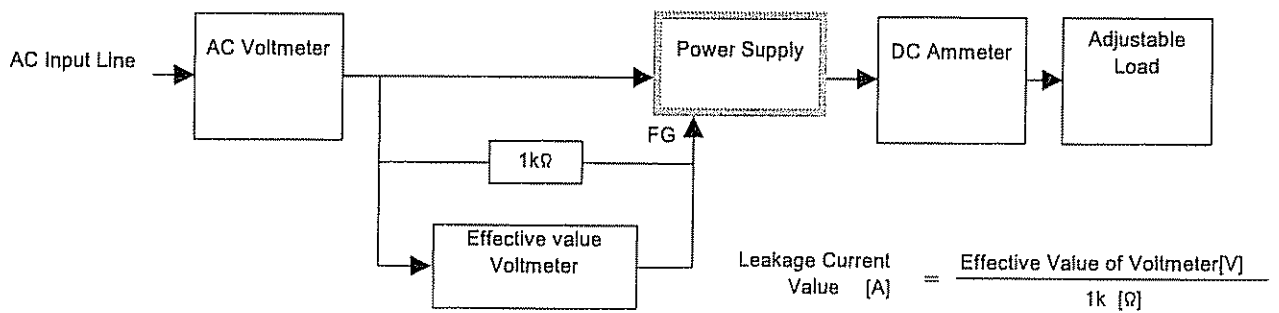 AC Input Line
AC Voltmeter
Power Supply
DC Ammeter
Adjustable
Load
FG
1kΩ
Effective value
Voltmeter
Leakage Current
Value [A]
=
Effective Value of Voltmeter[V]
1k [Ω]